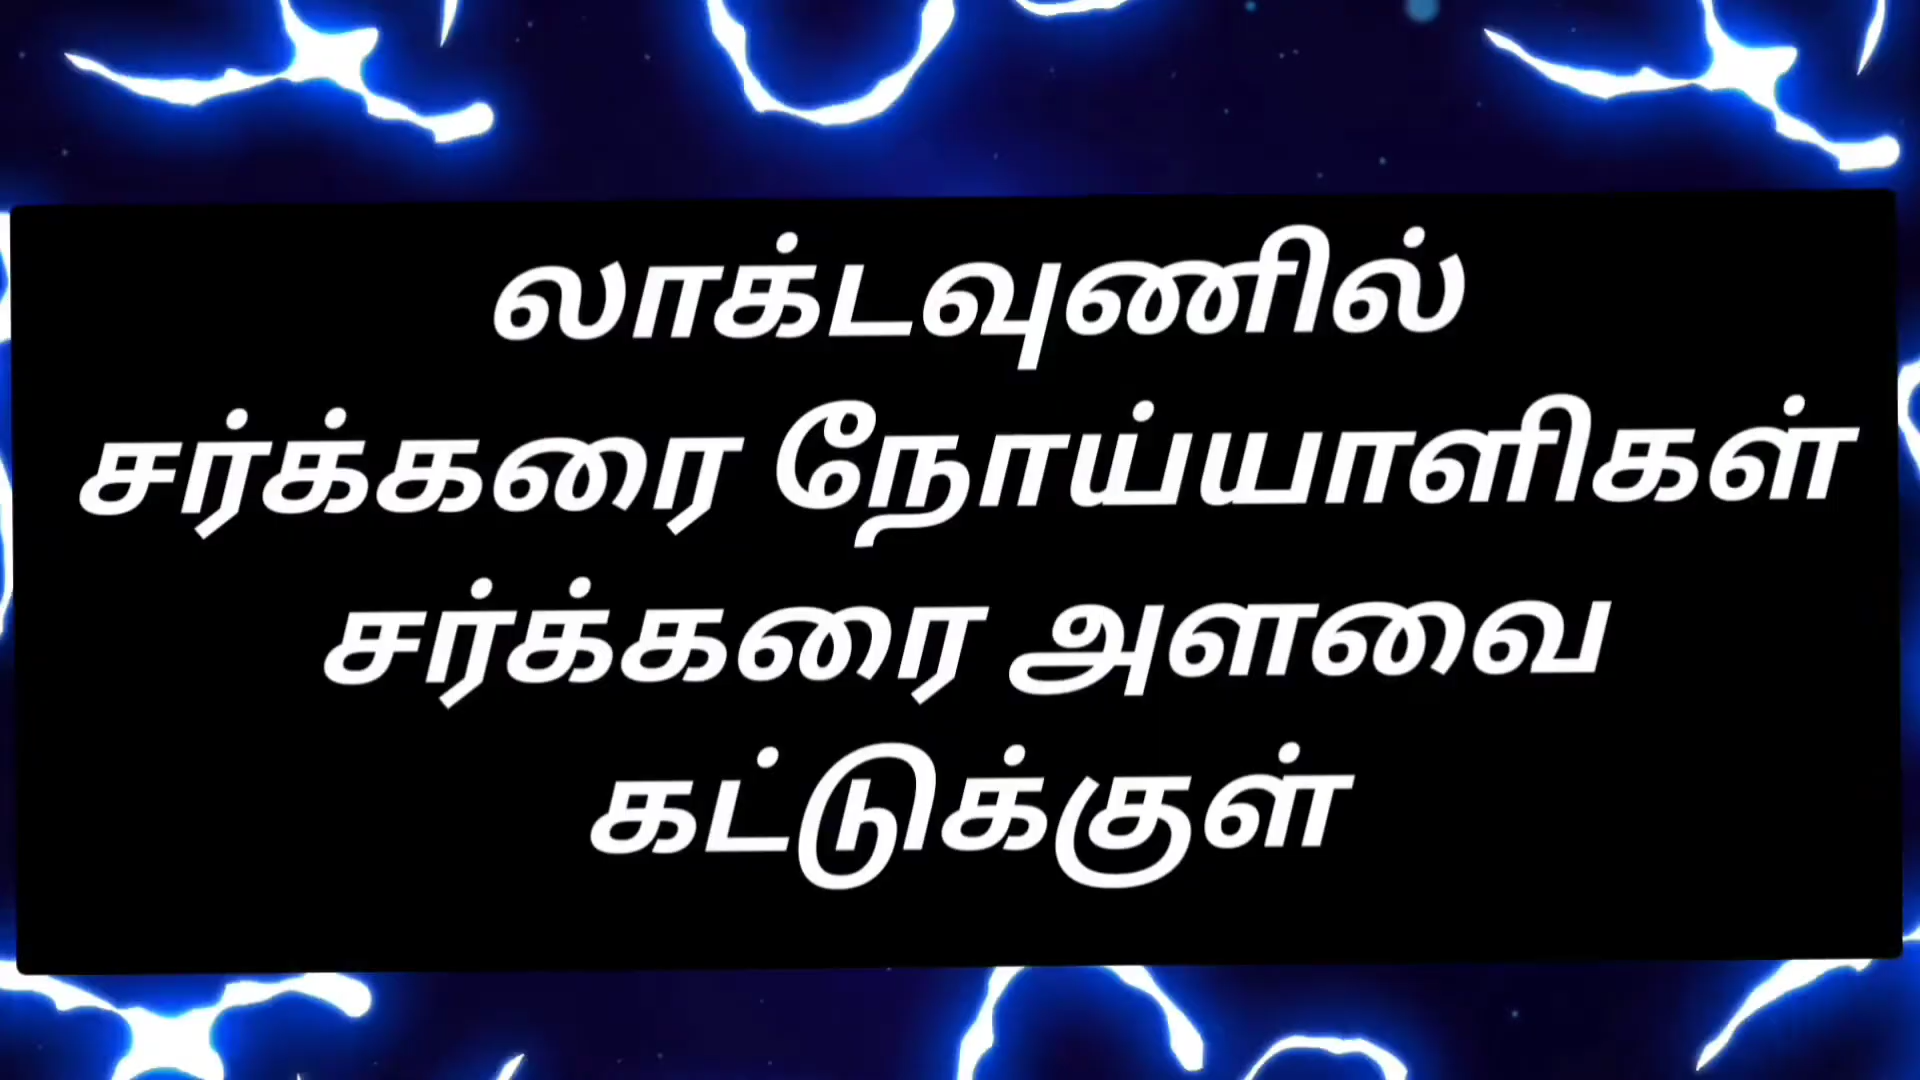 லாக்டவுணில்
சர்க்கரை நோய்யாளிகள்
சர்க்கரை அளவை
கட்டுக்குள்